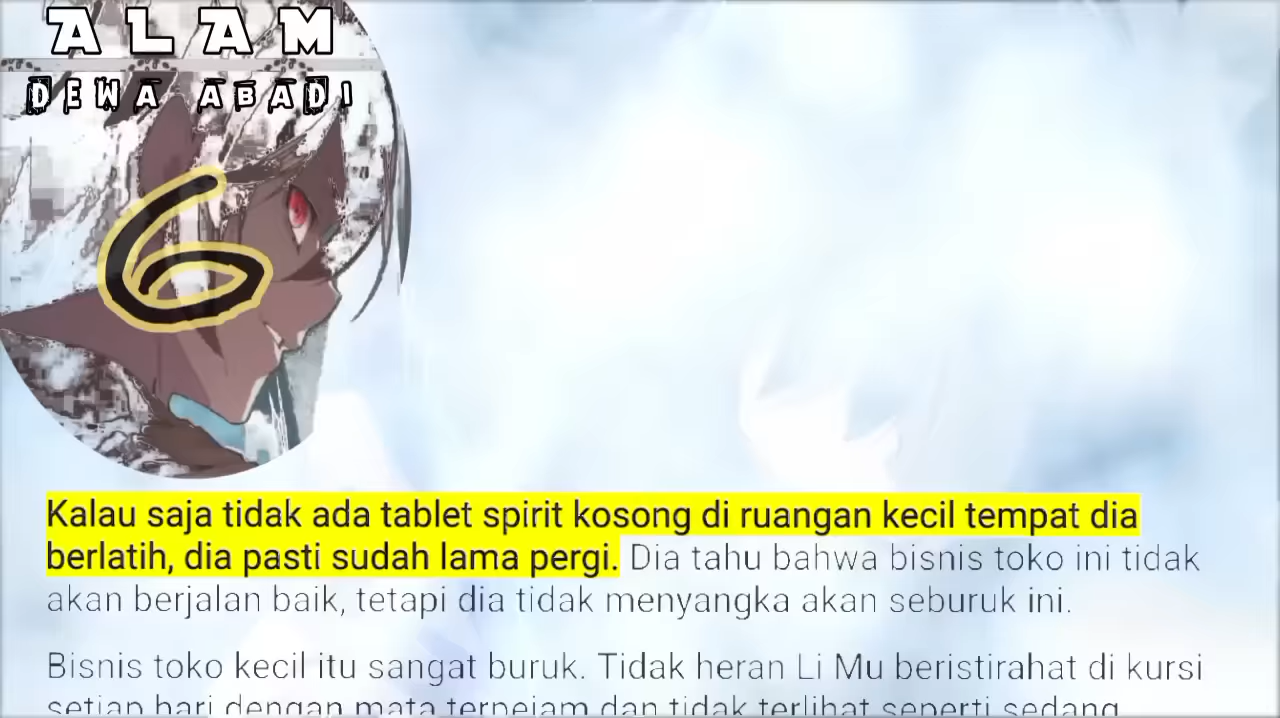 ALAM
DEWA ABADI
6
Kalau saja tidak ada tablet spirit kosong di ruangan kecil tempat dia
berlatih, dia pasti sudah lama pergi. Dia tahu bahwa bisnis toko ini tidak
akan berjalan baik, tetapi dia tidak menyangka akan seburuk ini.
Bisnis toko kecil itu sangat buruk. Tidak heran Li Mu beristirahat di kursi
setiap hari dengan mata terpejam dan tidak terlihat seperti sedang